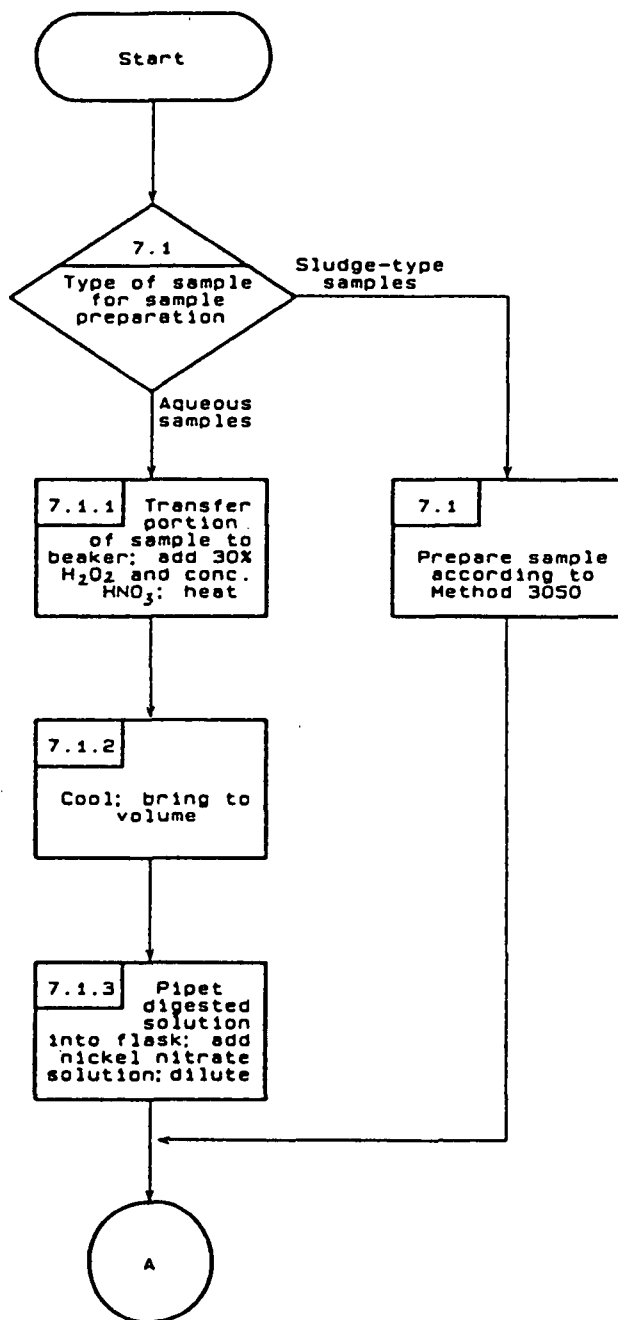 Start
7.1
Type of sample
for sample
preparation
Sludge-type
samples
Aqueous
samples
7.1.1 Transfer
portion
of sample to
beaker; add 30%
H₂O₂ and conc.
HNO₃; heat
7.1
Prepare sample
according to
Method 3050
7.1.2
Cool; bring to
volume
7.1.3 Pipet
digested
solution
into flask; add
nickel nitrate
solution; dilute
A